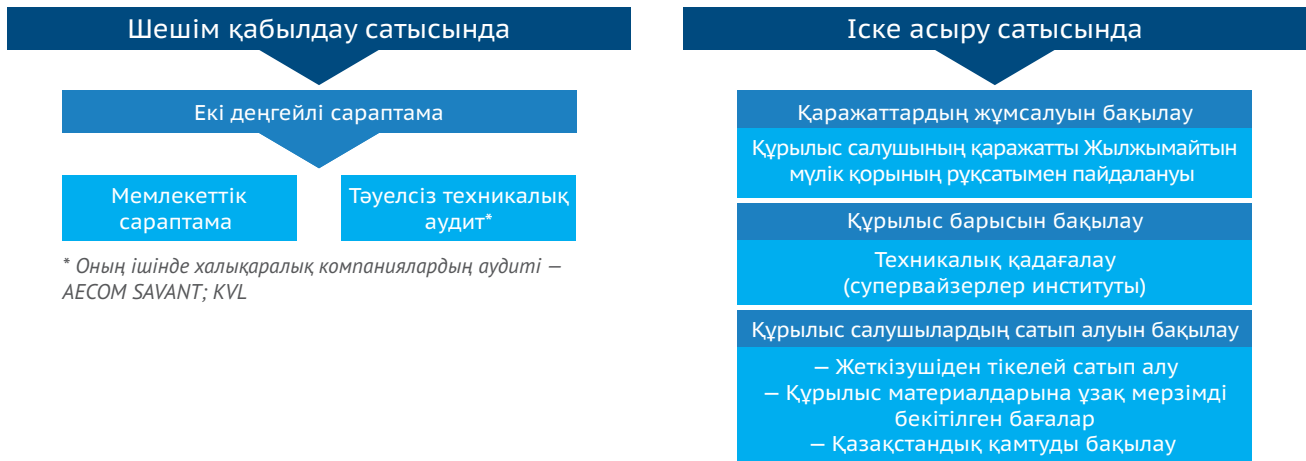 Шешім қабылдау сатысында
Екі деңгейлі сараптама
Мемлекеттік
сараптама
Тәуелсіз техникалық
аудит*
* Оның ішінде халықаралық компаниялардың аудиті —
AECOM SAVANT; KVL
Іске асыру сатысында
Қаражаттардың жұмсалуын бақылау
Құрылыс салушының қаражатты Жылжымайтын
мүлік қорының рұқсатымен пайдалануы
Құрылыс барысын бақылау
Техникалық қадағалау
(супервайзерлер институты)
Құрылыс салушылардың сатып алуын бақылау
— Жеткізушіден тікелей сатып алу
— Құрылыс материалдарына ұзақ мерзімді
бекітілген бағалар
— Қазақстандық қамтуды бақылау